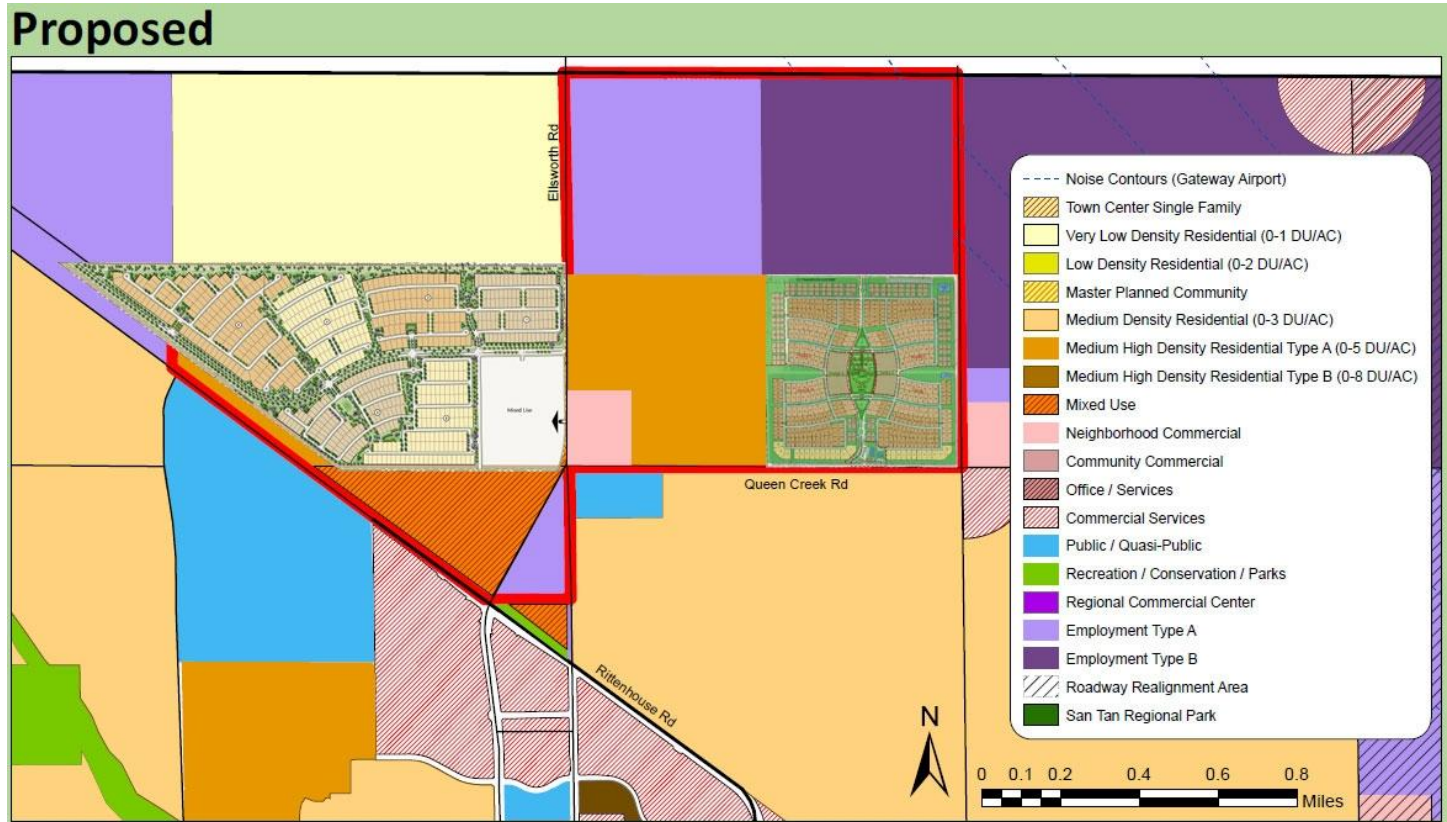 Proposed
Ellsworth Rd
Mixed Use
Queen Creek Rd
Rittenhouse Rd
Noise Contours (Gateway Airport)
Town Center Single Family
Very Low Density Residential (0-1 DU/AC)
Low Density Residential (0-2 DU/AC)
Master Planned Community
Medium Density Residential (0-3 DU/AC)
Medium High Density Residential Type A (0-5 DU/AC)
Medium High Density Residential Type B (0-8 DU/AC)
Mixed Use
Neighborhood Commercial
Community Commercial
Office / Services
Commercial Services
Public / Quasi-Public
Recreation / Conservation / Parks
Regional Commercial Center
Employment Type A
Employment Type B
Roadway Realignment Area
San Tan Regional Park
N
0 0.1 0.2 0.4 0.6 0.8
Miles